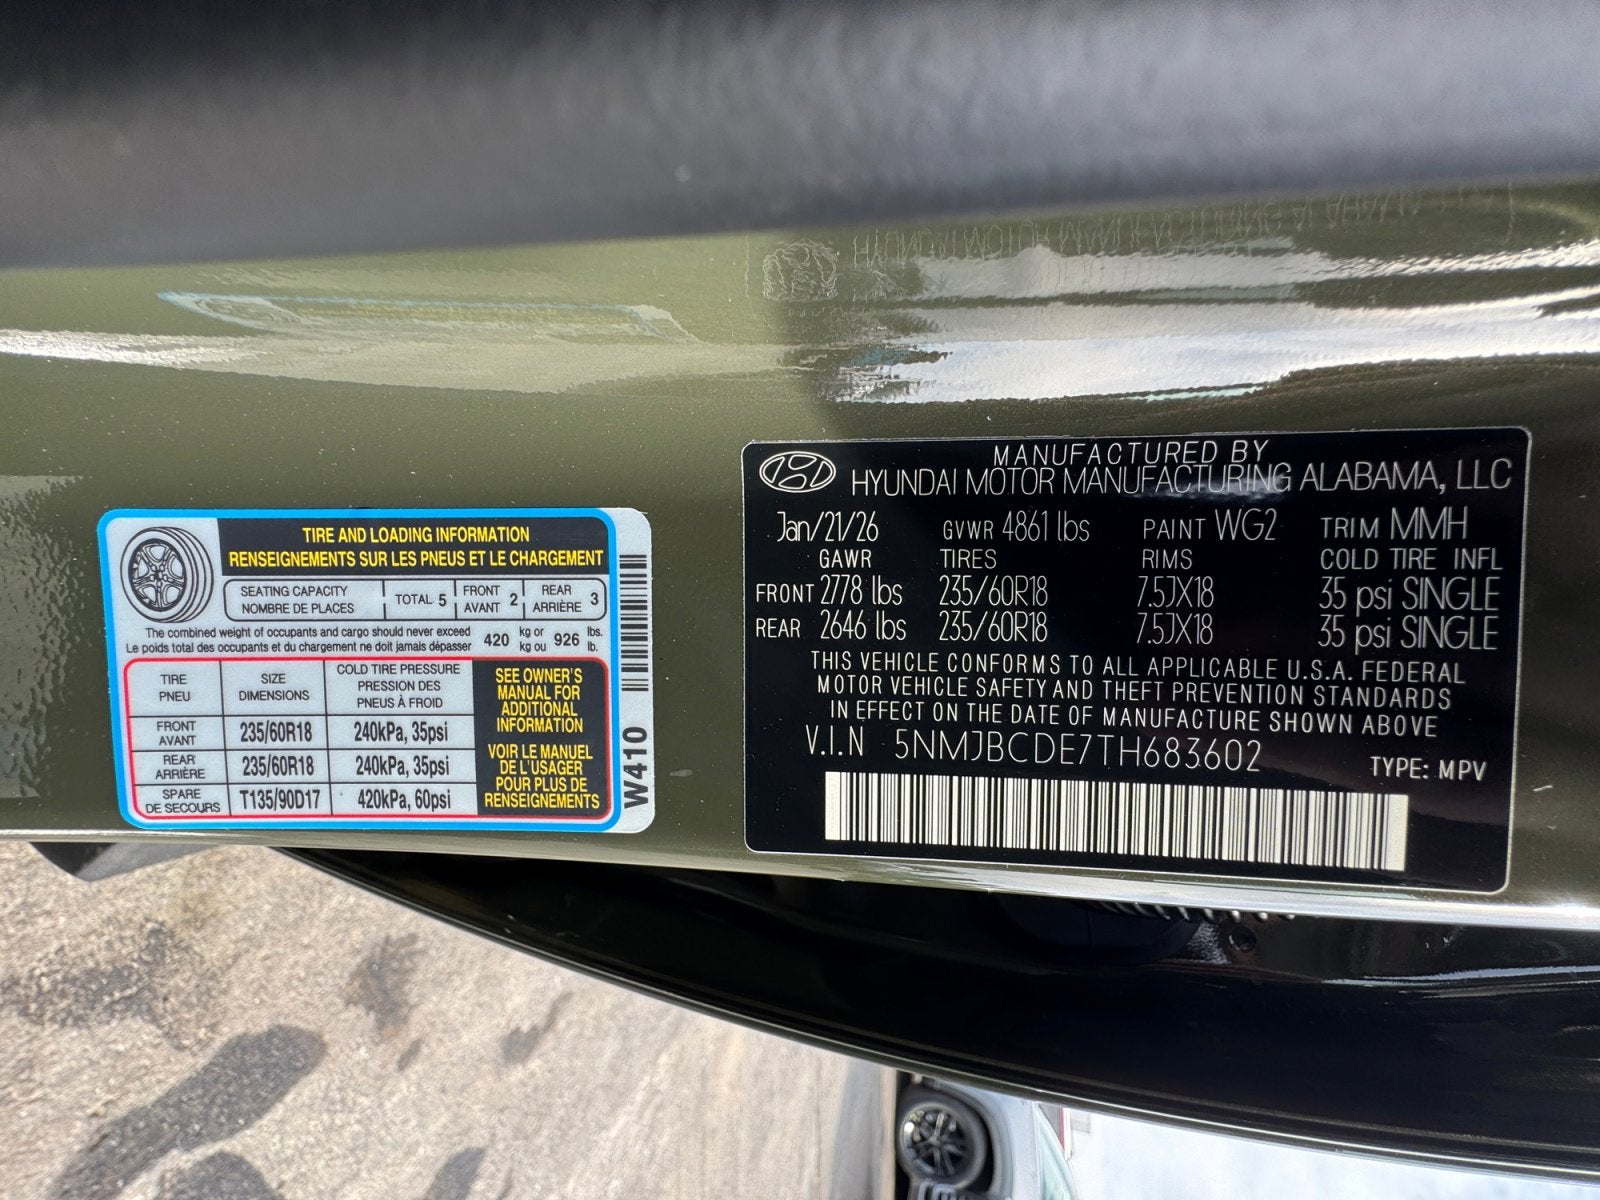 TIRE AND LOADING INFORMATION
RENSEIGNEMENTS SUR LES PNEUS ET LE CHARGEMENT
SEATING CAPACITY
NOMBRE DE PLACES
TOTAL 5
FRONT
AVANT 2
REAR
ARRIÈRE 3
The combined weight of occupants and cargo should never exceed
Le poids total des occupants et du chargement ne doit jamais dépasser
420 kg or kg ou 926 lbs. lb.
TIRE
PNEU
SIZE
DIMENSIONS
COLD TIRE PRESSURE
PRESSION DES
PNEUS À FROID
FRONT
AVANT
235/60R18
240kPa, 35psi
REAR
ARRIÈRE
235/60R18
240kPa, 35psi
SPARE
DE SECOURS
T135/90D17
420kPa, 60psi
SEE OWNER'S
MANUAL FOR
ADDITIONAL
INFORMATION
VOIR LE MANUEL
DE L'USAGER
POUR PLUS DE
RENSEIGNEMENTS
W410
MANUFACTURED BY
HYUNDAI MOTOR MANUFACTURING ALABAMA, LLC
Jan/21/26 GVWR 4861 lbs PAINT WG2 TRIM MMH
GAWR TIRES RIMS COLD TIRE INFL
FRONT 2778 lbs 235/60R18 7.5JX18 35 psi SINGLE
REAR 2646 lbs 235/60R18 7.5JX18 35 psi SINGLE
THIS VEHICLE CONFORMS TO ALL APPLICABLE U.S.A. FEDERAL
MOTOR VEHICLE SAFETY AND THEFT PREVENTION STANDARDS
IN EFFECT ON THE DATE OF MANUFACTURE SHOWN ABOVE
V.I.N 5NMJBCDE7TH683602
TYPE: MPV